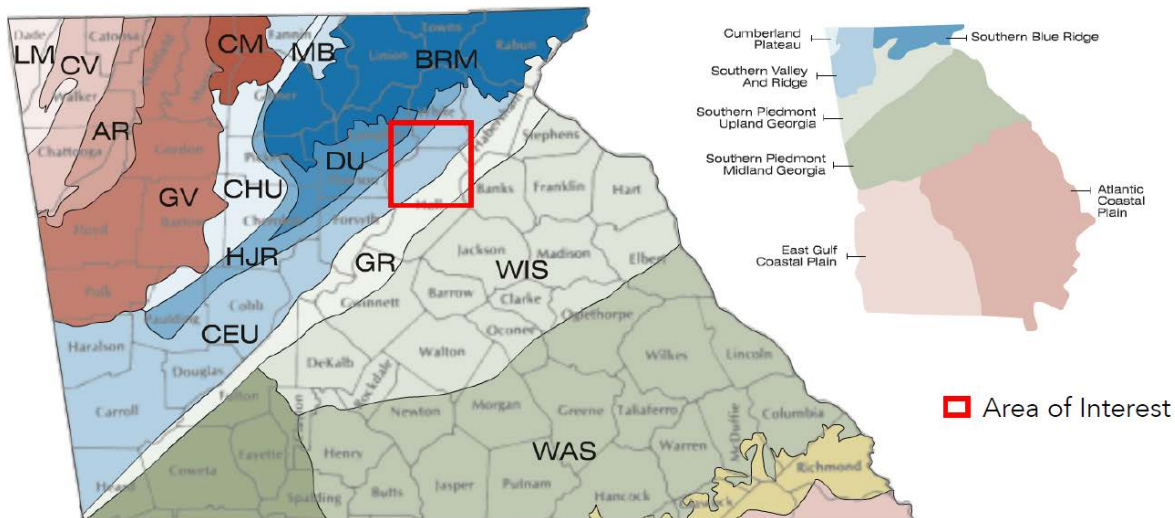 Dade
Catoosa
Fannin
Towns
Rabun
LM
CM
MB
Union
CV
BRM
Walker
Gilmer
White
Habersham
AR
Stephens
Chattooga
Gordon
Pickens
DU
Dawson
Banks
Franklin
Hart
GV
CHU
Hall
Floyd
Bartow
Cherokee
Forsyth
HJR
Jackson
Madison
Elbert
GR
WIS
Polk
Cobb
Gwinnett
Barrow
Clarke
Paulding
CEU
Oconee
Oglethorpe
Haralson
DeKalb
Walton
Wilkes
Lincoln
Douglas
Rockdale
Carroll
Fulton
Newton
Morgan
Greene
Taliaferro
McDuffie
Columbia
Coweta
Fayette
Henry
WAS
Warren
Richmond
Heard
Spalding
Butts
Jasper
Putnam
Hancock
Cumberland
Plateau
Southern Blue Ridge
Southern Valley
And Ridge
Southern Piedmont
Upland Georgia
Southern Piedmont
Midland Georgia
Atlantic
Coastal
Plain
East Gulf
Coastal Plain
Area of Interest